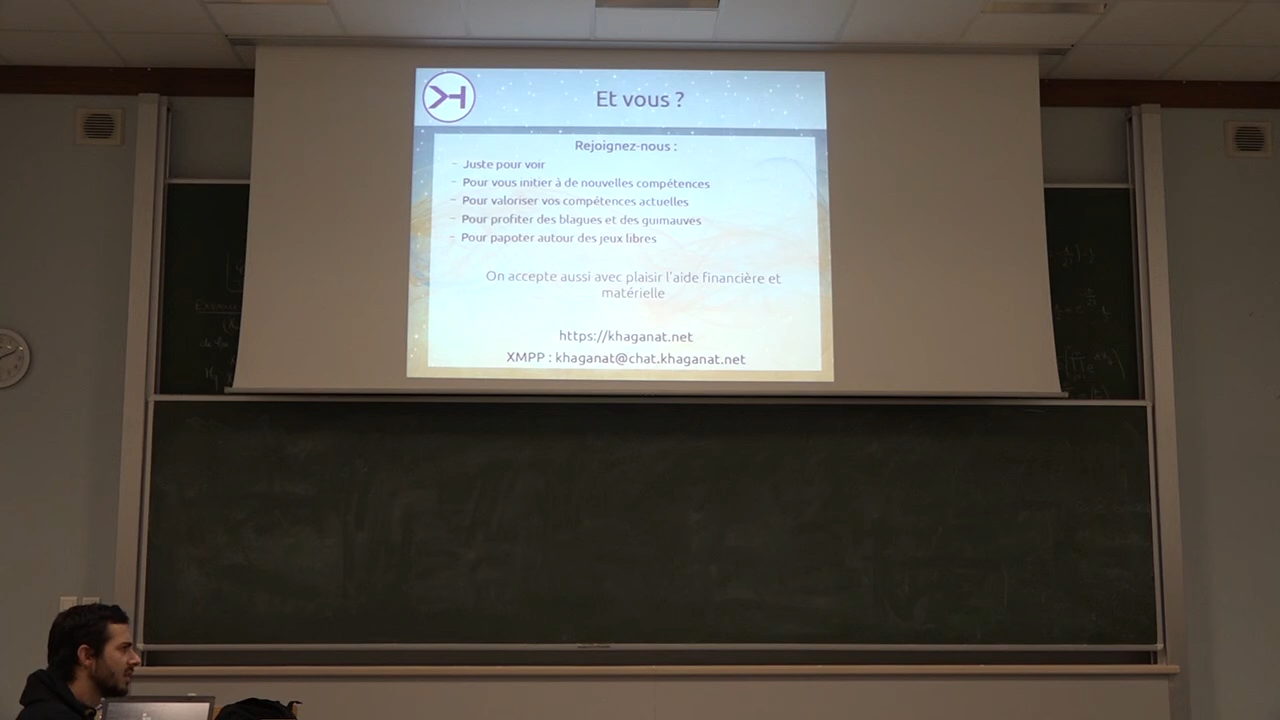 Et vous ?
Rejoignez-nous :
- Juste pour voir
- Pour vous initier à de nouvelles compétences
- Pour valoriser vos compétences actuelles
- Pour profiter des blagues et des guimauves
- Pour papoter autour des jeux libres
On accepte aussi avec plaisir l'aide financière et
matérielle
https://khaganat.net
XMPP : khaganat@chat.khaganat.net